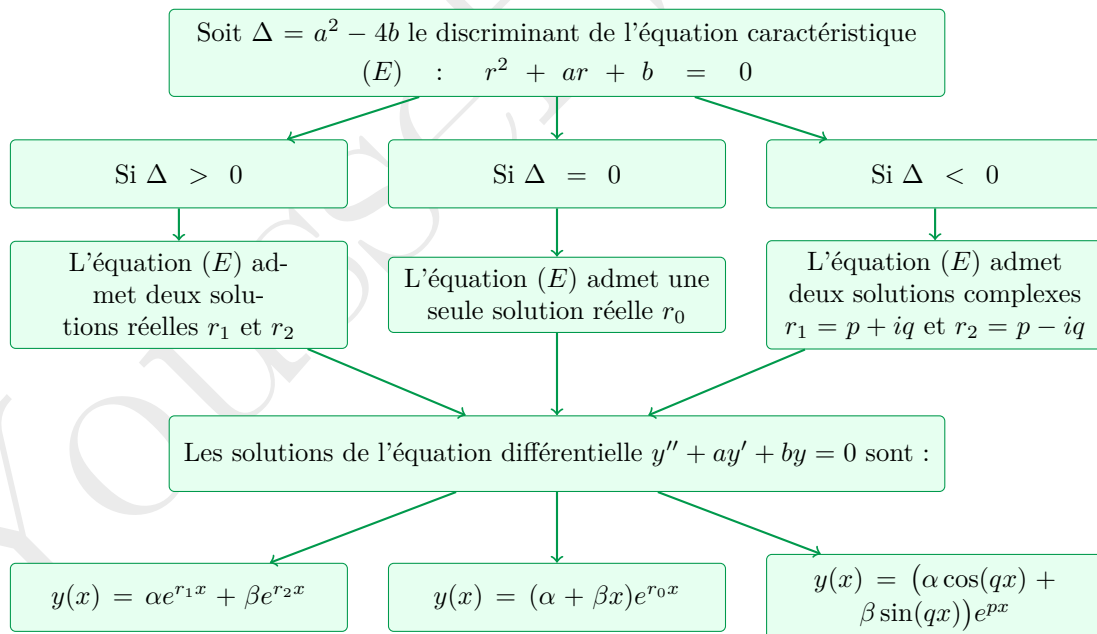 Soit Δ = a² − 4b le discriminant de l'équation caractéristique
(E) : r² + ar + b = 0
Si Δ > 0
Si Δ = 0
Si Δ < 0
L'équation (E) ad-
met deux solu-
tions réelles r₁ et r₂
L'équation (E) admet une
seule solution réelle r₀
L'équation (E) admet
deux solutions complexes
r₁ = p + iq et r₂ = p − iq
Les solutions de l'équation différentielle y'' + ay' + by = 0 sont :
y(x) = αe^{r₁x} + βe^{r₂x}
y(x) = (α + βx)e^{r₀x}
y(x) = (α cos(qx) +
β sin(qx))e^{px}